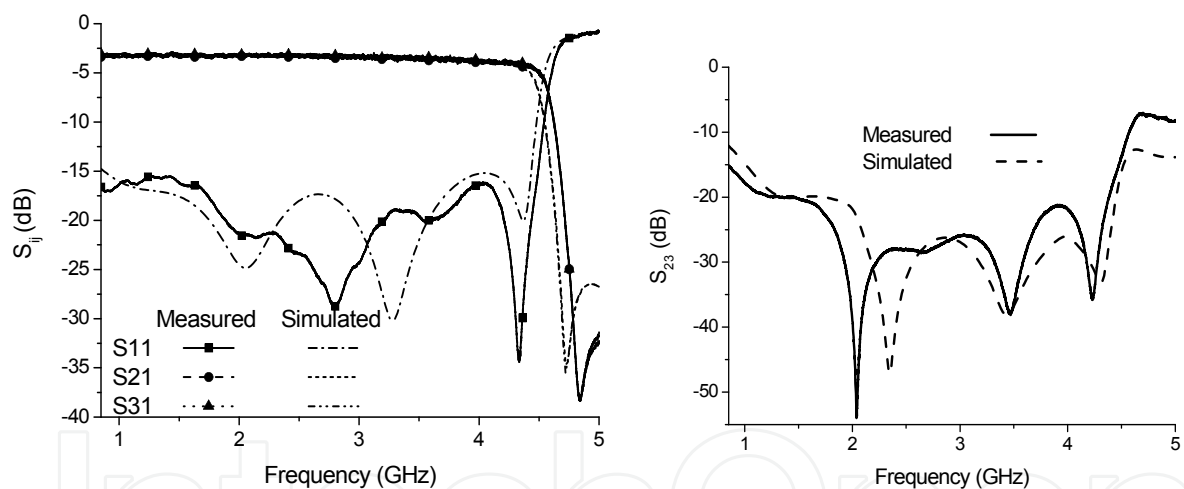 0
-5
-10
-15
-20
-25
-30
-35
-40
S_ij (dB)
Measured Simulated
S11
S21
S31
1 2 3 4 5
Frequency (GHz)
0
-10
-20
-30
-40
-50
S_23 (dB)
Measured
Simulated
1 2 3 4 5
Frequency (GHz)